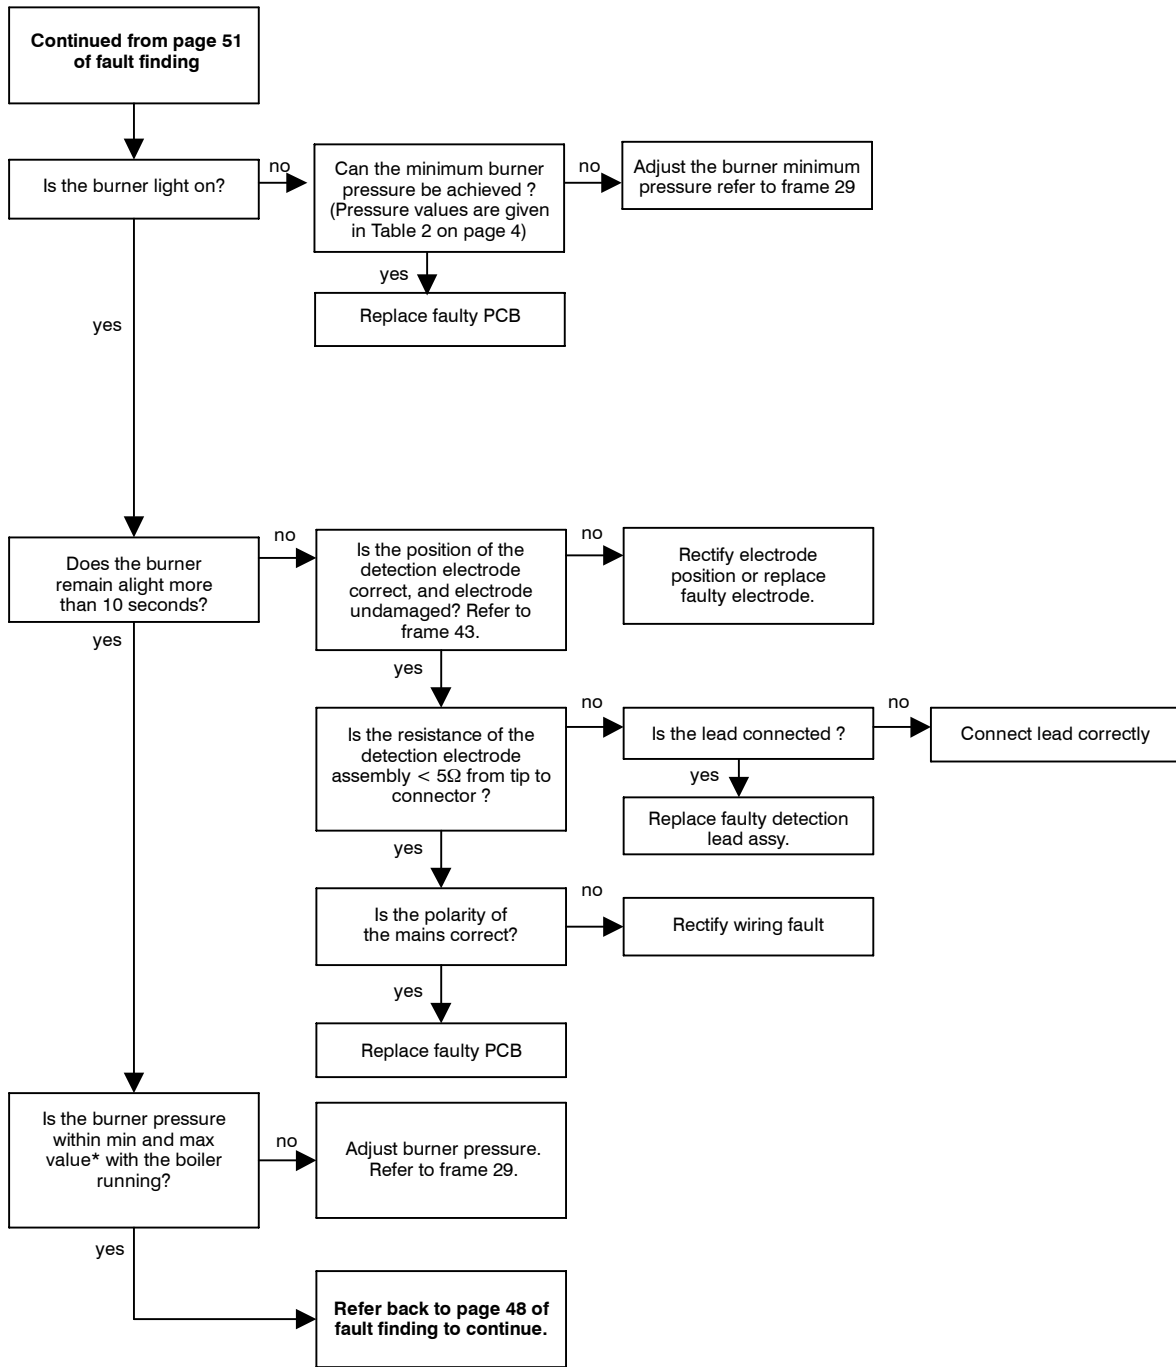 Continued from page 51
of fault finding
Is the burner light on?
no
Can the minimum burner
pressure be achieved ?
(Pressure values are given
in Table 2 on page 4)
no
Adjust the burner minimum
pressure refer to frame 29
yes
Replace faulty PCB
yes
Does the burner
remain alight more
than 10 seconds?
no
Is the position of the
detection electrode
correct, and electrode
undamaged? Refer to
frame 43.
no
Rectify electrode
position or replace
faulty electrode.
yes
yes
Is the resistance of the
detection electrode
assembly < 5Ω from tip to
connector ?
no
Is the lead connected ?
no
Connect lead correctly
yes
Replace faulty detection
lead assy.
yes
Is the polarity of
the mains correct?
no
Rectify wiring fault
yes
Replace faulty PCB
Is the burner pressure
within min and max
value* with the boiler
running?
no
Adjust burner pressure.
Refer to frame 29.
yes
Refer back to page 48 of
fault finding to continue.